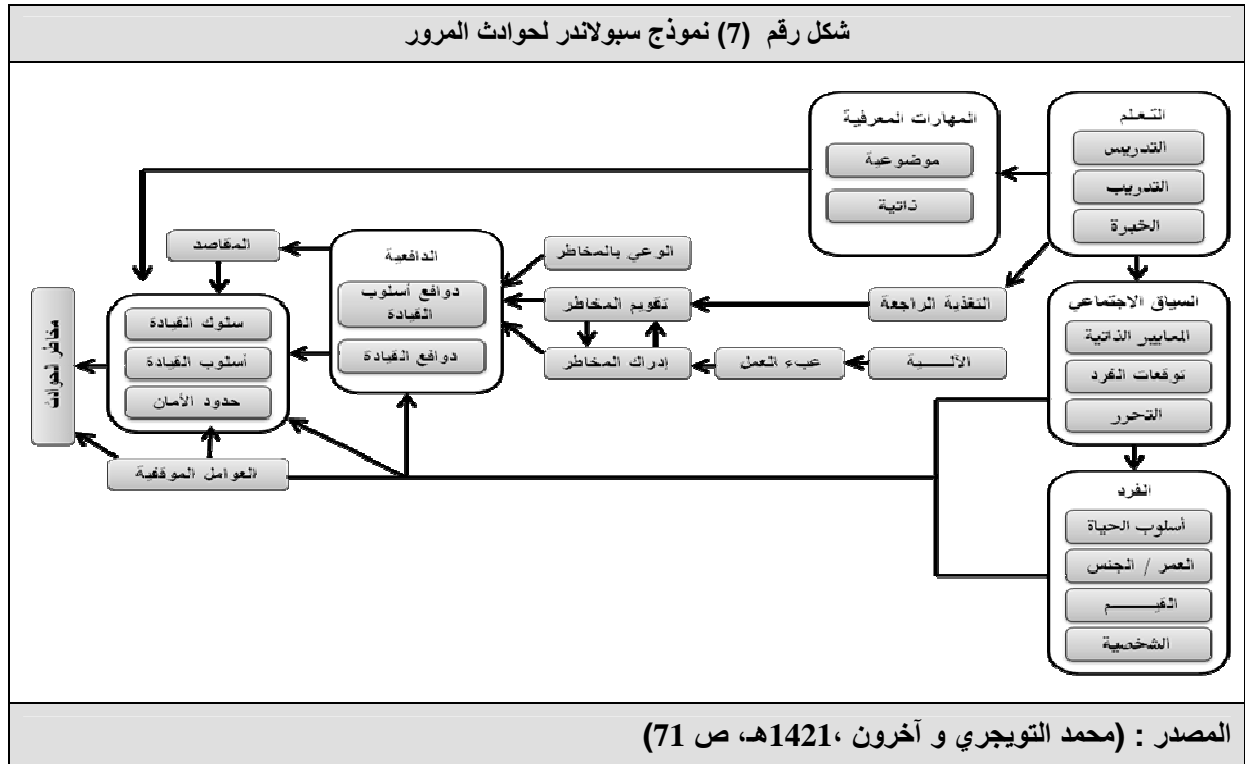 شكل رقم (7) نموذج سبولاندر لحوادث المرور
التعلم
التدريس
التدريب
الخبرة
المهارات المعرفية
موضوعية
ذاتية
السياق الاجتماعي
المعايير الذاتية
توقعات الفرد
التحرر
الفرد
أسلوب الحياة
العمر / الجنس
القيـــــــم
الشخصية
التغذية الراجعة
الآلـــــية
عبء العمل
الوعي بالمخاطر
تقويم المخاطر
إدراك المخاطر
الدافعية
دوافع أسلوب
القيادة
دوافع القيادة
المقاصد
سلوك القيادة
أسلوب القيادة
حدود الأمان
العوامل الموقفية
مخاطر الحوادث
المصدر : (محمد التويجري و آخرون ،1421هـ، ص 71)